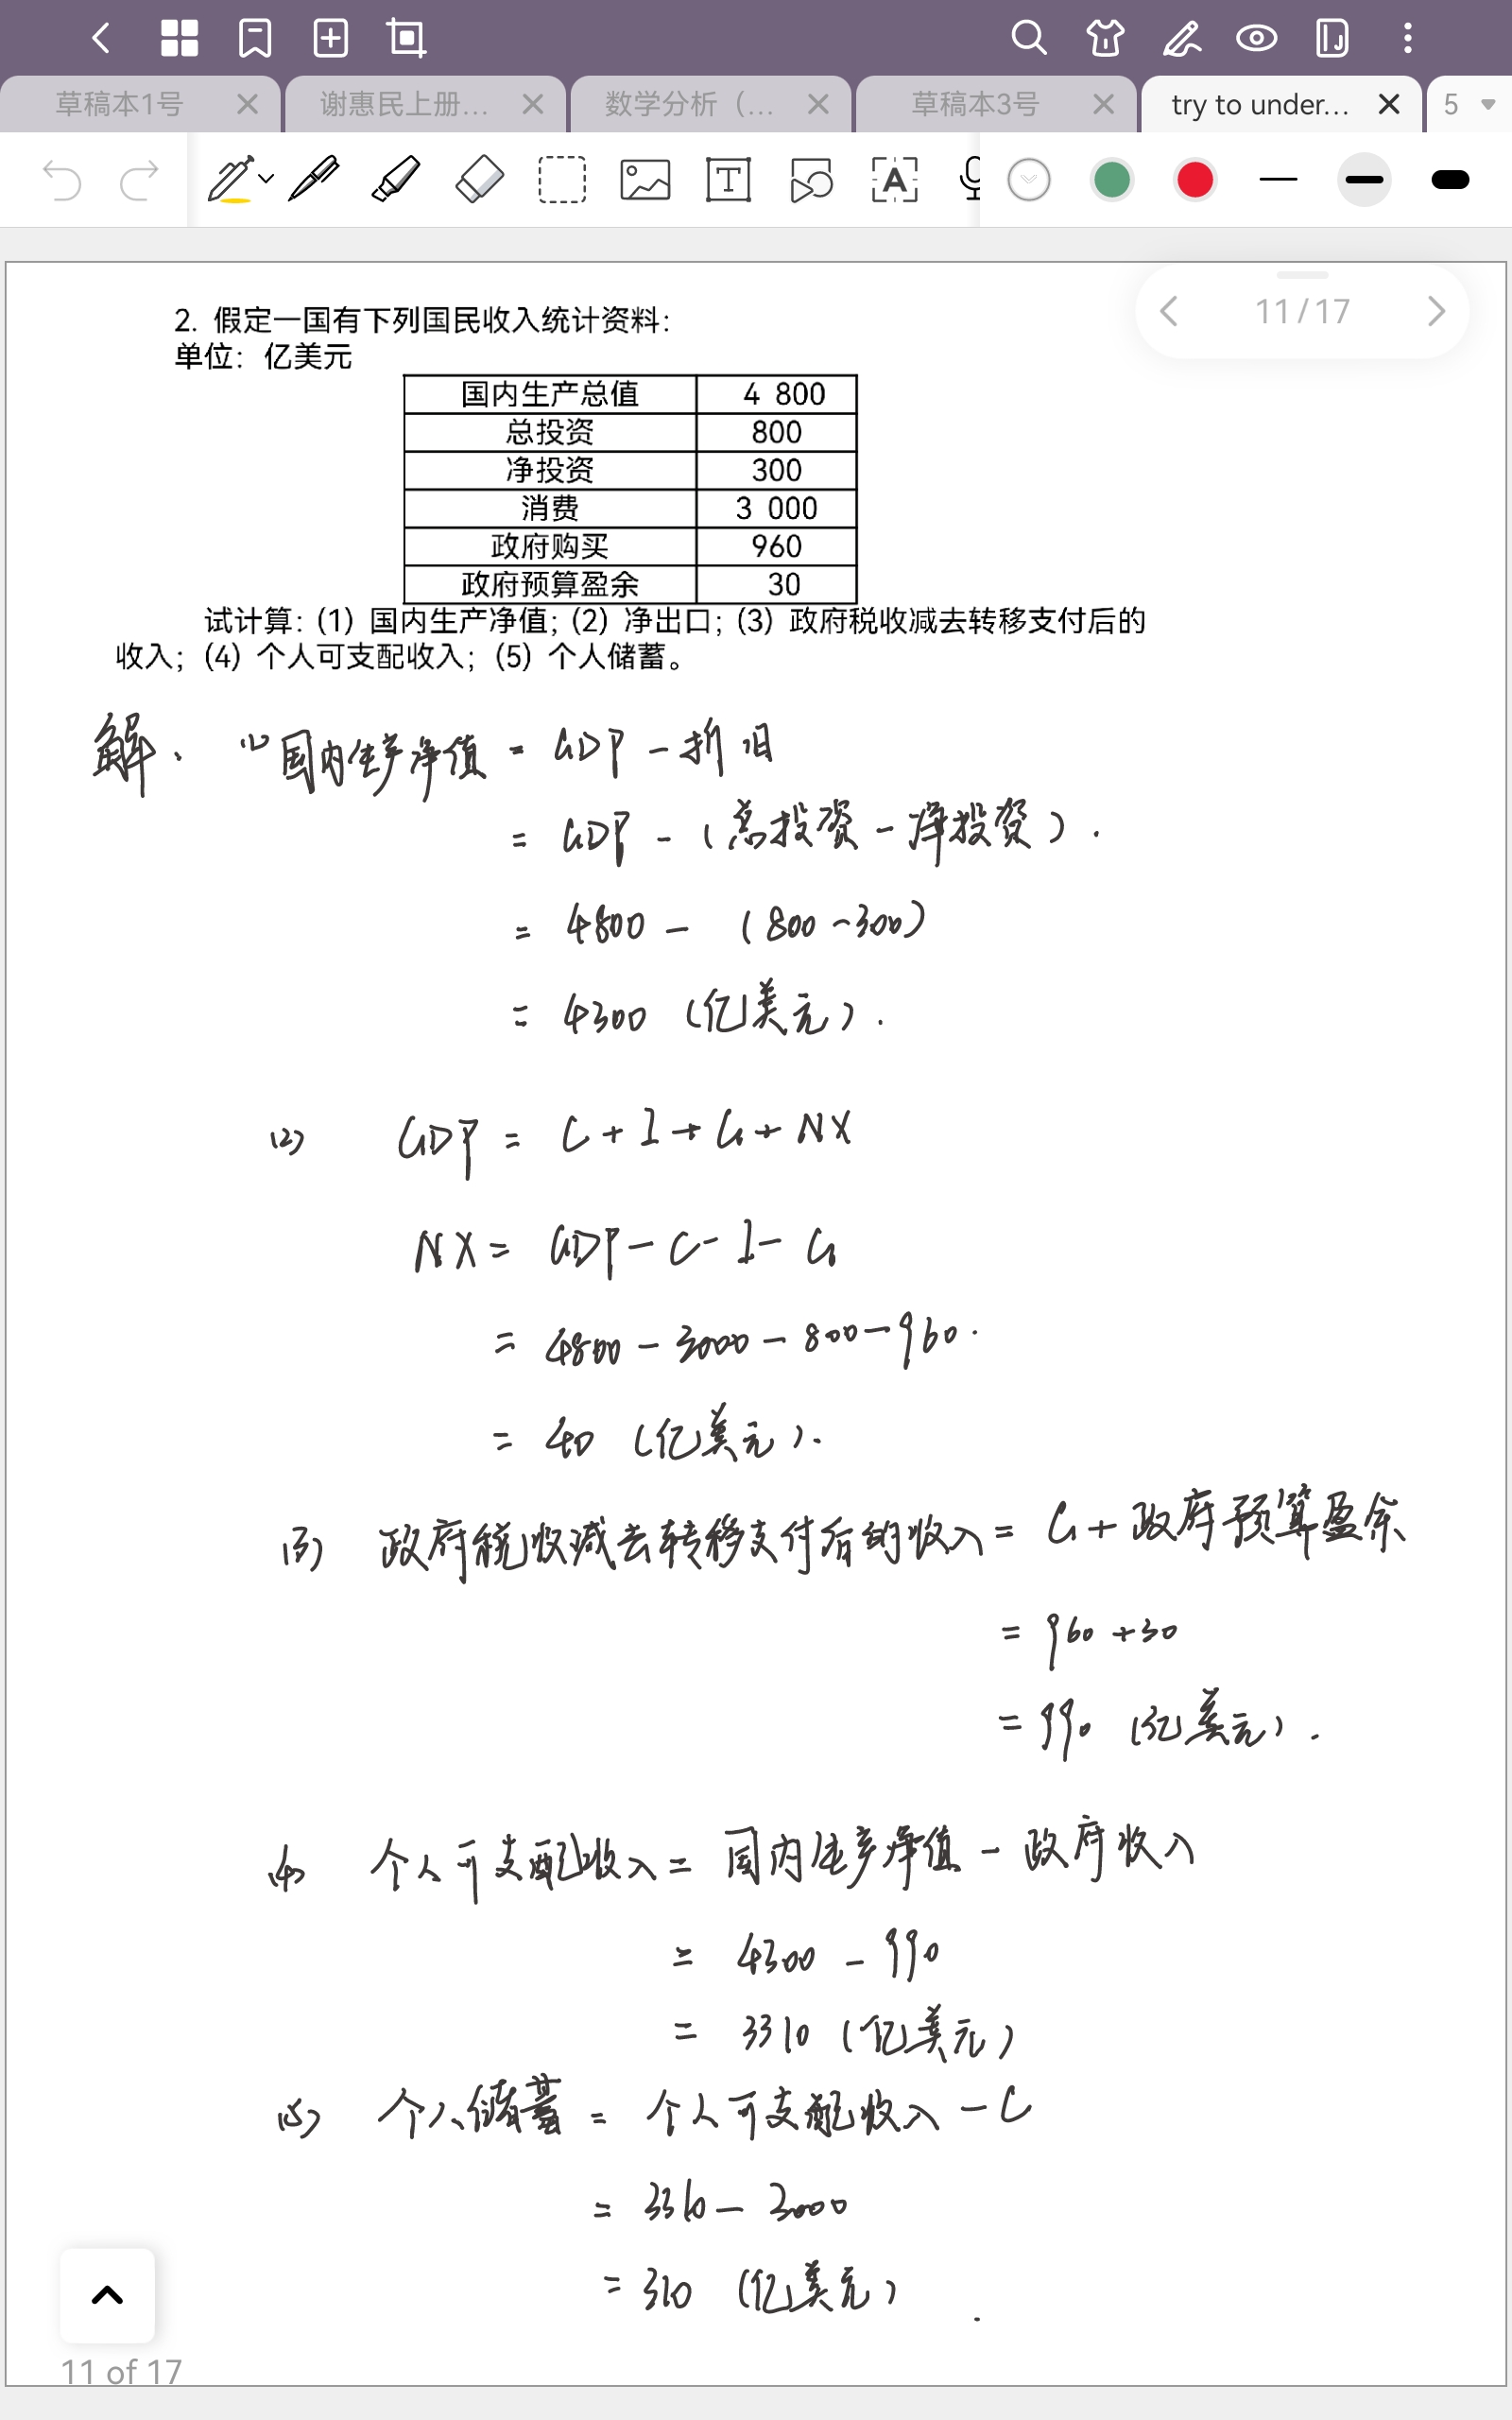 草稿本1号
谢惠民上册...
数学分析（...
草稿本3号
try to under...
5
11/17
2. 假定一国有下列国民收入统计资料：
单位：亿美元
国内生产总值 4 800
总投资 800
净投资 300
消费 3 000
政府购买 960
政府预算盈余 30
试计算：(1) 国内生产净值；(2) 净出口；(3) 政府税收减去转移支付后的
收入；(4) 个人可支配收入；(5) 个人储蓄。
解. (1) 国内生产净值 = GDP - 折旧
= GDP - (总投资 - 净投资).
= 4800 - (800-300)
= 4300 (亿美元).
(2) GDP = C + I + G + NX
NX = GDP - C - I - G
= 4800 - 3000 - 800 - 960.
= 40 (亿美元).
(3) 政府税收减去转移支付后的收入 = G + 政府预算盈余
= 960 + 30
= 990 (亿美元).
(4) 个人可支配收入 = 国内生产净值 - 政府收入
= 4300 - 990
= 3310 (亿美元)
(5) 个人储蓄 = 个人可支配收入 - C
= 3310 - 3000
= 310 (亿美元).
11 of 17